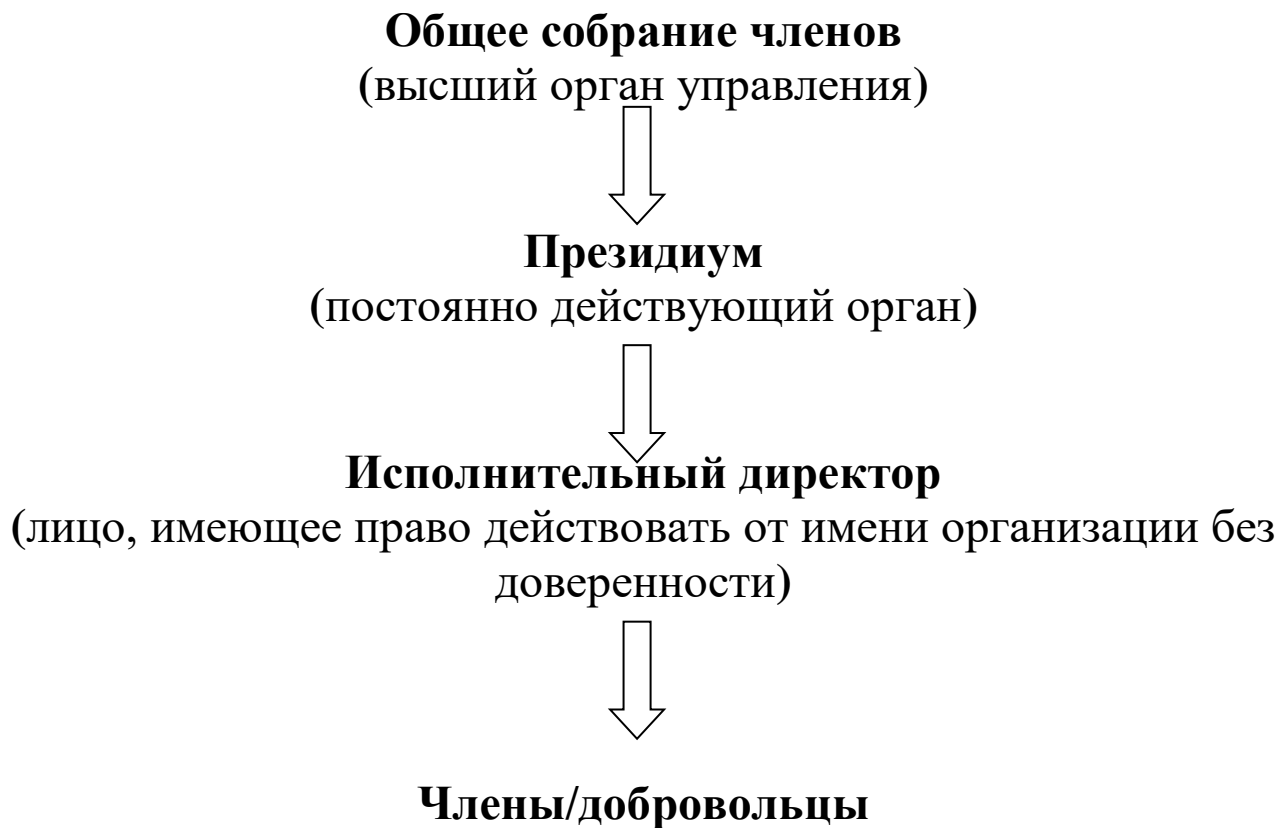 Общее собрание членов
(высший орган управления)
Президиум
(постоянно действующий орган)
Исполнительный директор
(лицо, имеющее право действовать от имени организации без
доверенности)
Члены/добровольцы